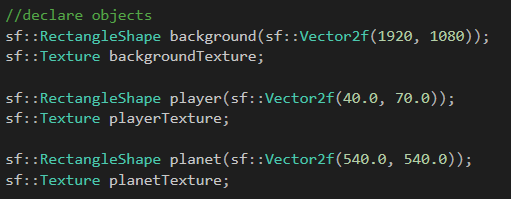 //declare objects
sf::RectangleShape background(sf::Vector2f(1920, 1080));
sf::Texture backgroundTexture;
sf::RectangleShape player(sf::Vector2f(40.0, 70.0));
sf::Texture playerTexture;
sf::RectangleShape planet(sf::Vector2f(540.0, 540.0));
sf::Texture planetTexture;